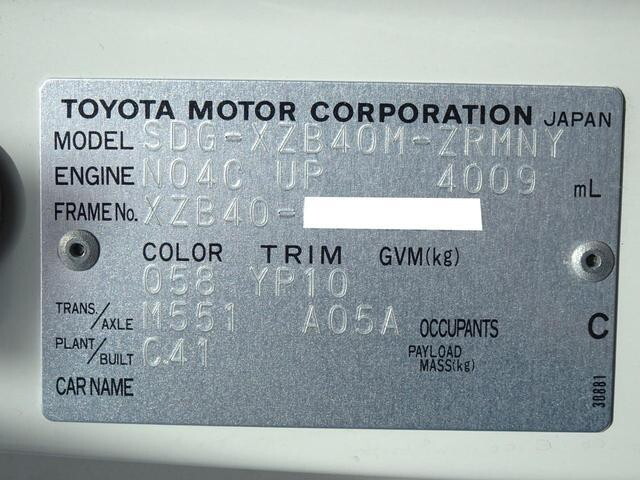 TOYOTA MOTOR CORPORATION JAPAN
MODEL SDG-XZB40M-ZRMNY
ENGINE N04C UP 4009 mL
FRAME No. XZB40-
COLOR TRIM GVM(kg)
058 YP10
TRANS./AXLE M551 A05A OCCUPANTS C
PLANT/BUILT C41 PAYLOAD MASS(kg)
CAR NAME
30881